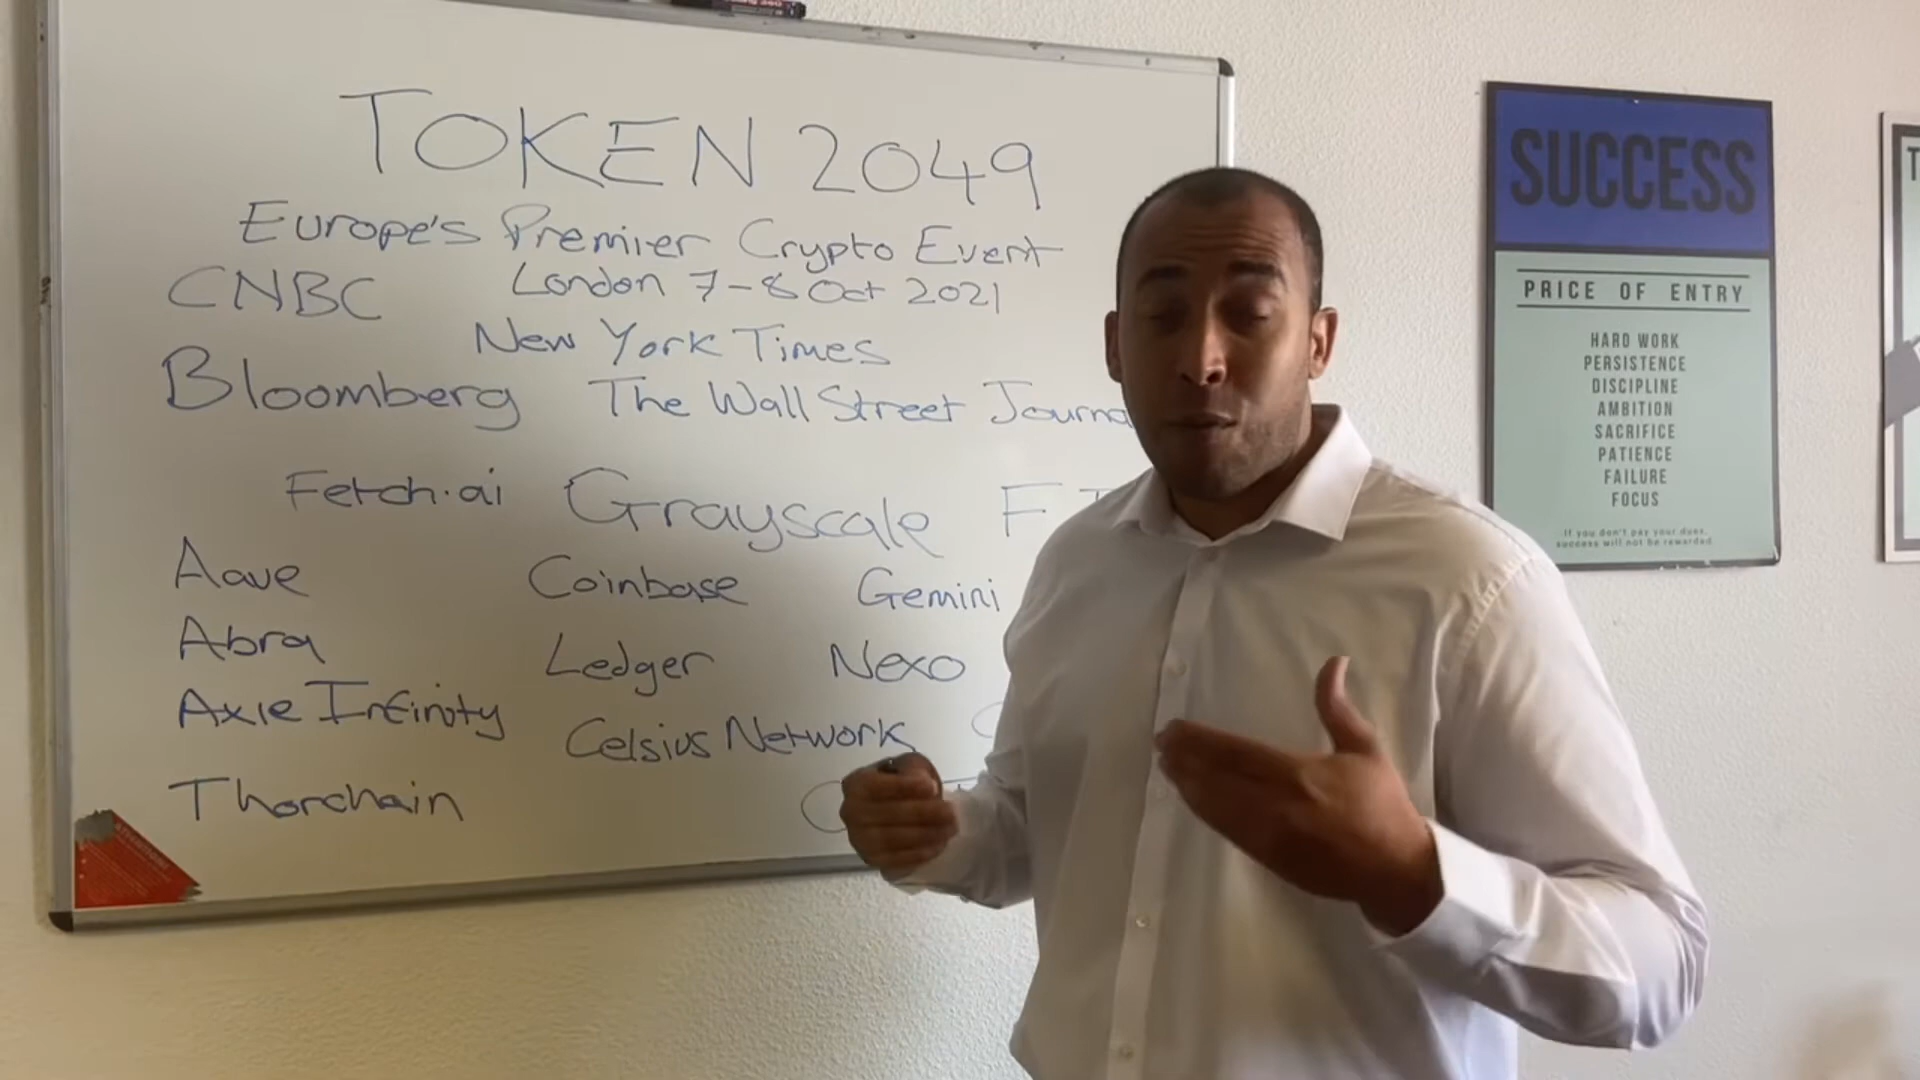 TOKEN 2049
Europe's Premier Crypto Event
London 7-8 Oct 2021
CNBC
New York Times
Bloomberg
The Wall Street
Fetch.ai
Grayscale
Aave
Coinbase
Gemini
Abra
Ledger
Nexo
Axie Infinity
Celsius Network
Thorchain
SUCCESS
PRICE OF ENTRY
HARD WORK
PERSISTENCE
DISCIPLINE
AMBITION
SACRIFICE
PATIENCE
FAILURE
FOCUS
If you don't pay your dues,
success will not be rewarded.